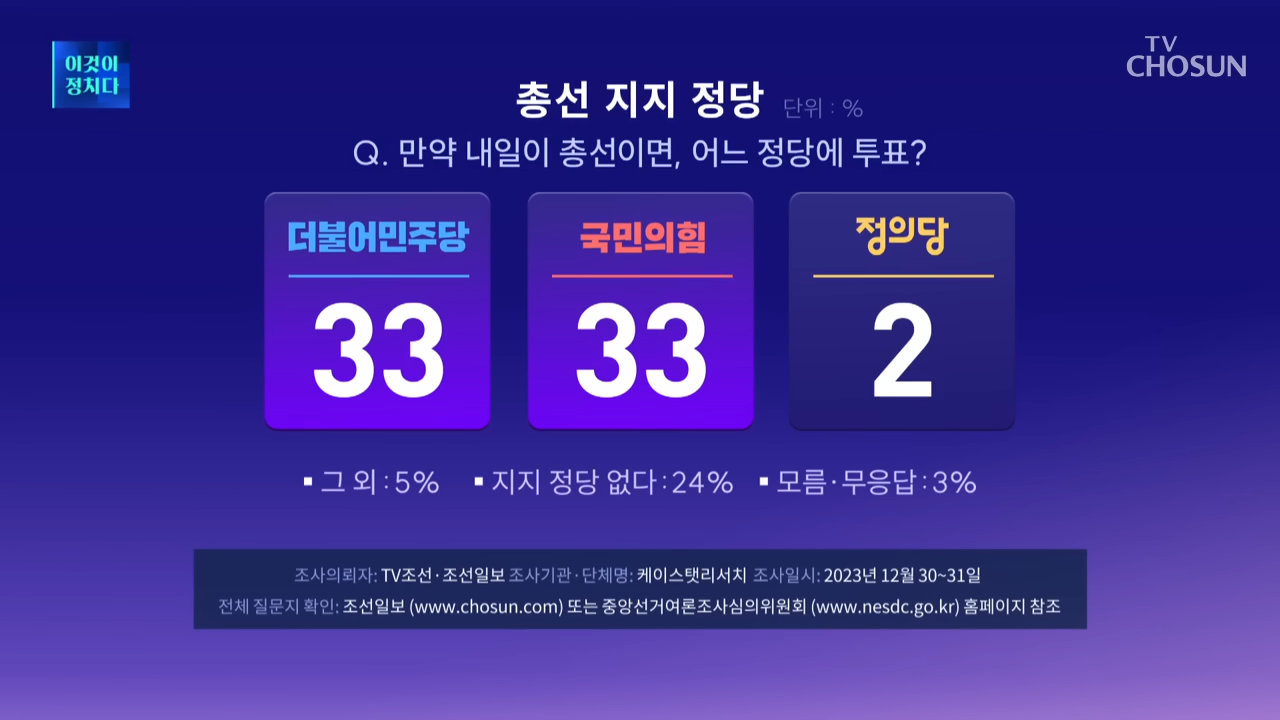 이것이
정치다
TV
CHOSUN
총선 지지 정당 단위 : %
Q. 만약 내일이 총선이면, 어느 정당에 투표?
더불어민주당 국민의힘 정의당
33 33 2
▪ 그 외 : 5% ▪ 지지 정당 없다 : 24% ▪ 모름·무응답 : 3%
조사의뢰자: TV조선·조선일보 조사기관·단체명: 케이스탯리서치 조사일시: 2023년 12월 30~31일
전체 질문지 확인: 조선일보 (www.chosun.com) 또는 중앙선거여론조사심의위원회 (www.nesdc.go.kr) 홈페이지 참조